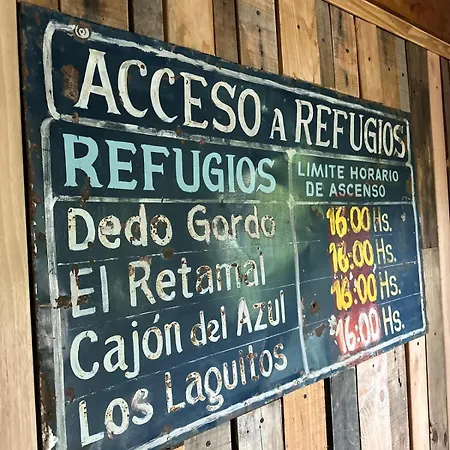 ACCESO A REFUGIOS
REFUGIOS LIMITE HORARIO DE ASCENSO
Dedo Gordo 16:00 Hs.
El Retamal 16:00 Hs.
Cajón del Azul 16:00 Hs.
Los Laguitos 16:00 Hs.